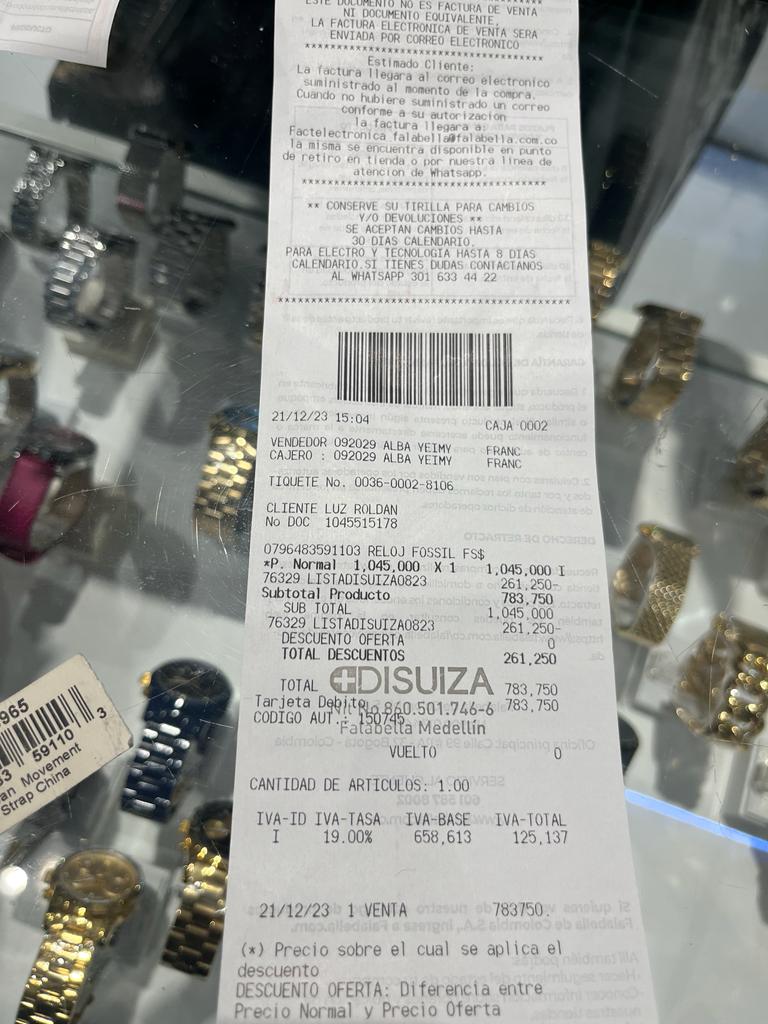 ESTE DOCUMENTO NO ES FACTURA DE VENTA
NI DOCUMENTO EQUIVALENTE,
LA FACTURA ELECTRONICA DE VENTA SERA
ENVIADA POR CORREO ELECTRONICO
****************************************
Estimado Cliente:
La factura llegara al correo electronico
suministrado al momento de la compra.
Cuando no hubiere suministrado un correo
conforme a su autorizacion
la factura llegara a:
Factelectronica falabella@falabella.com.co
la misma se encuentra disponible en punto
de retiro en tienda o por nuestra linea de
atencion de Whatsapp.
****************************************
** CONSERVE SU TIRILLA PARA CAMBIOS
Y/O DEVOLUCIONES **
SE ACEPTAN CAMBIOS HASTA
30 DIAS CALENDARIO.
PARA ELECTRO Y TECNOLOGIA HASTA 8 DIAS
CALENDARIO.SI TIENES DUDAS CONTACTANOS
AL WHATSAPP 301 633 44 22
****************************************
21/12/23 15:04 CAJA 0002
VENDEDOR 092029 ALBA YEIMY FRANC
CAJERO : 092029 ALBA YEIMY FRANC
TIQUETE No. 0036-0002-8106
CLIENTE LUZ ROLDAN
No DOC 1045515178
0796483591103 RELOJ FOSSIL FS$
*P. Normal 1,045,000 X 1 1,045,000 I
76329 LISTADISUIZA0823 261,250-
Subtotal Producto 783,750
SUB TOTAL 1,045,000
76329 LISTADISUIZA0823 261,250-
DESCUENTO OFERTA 0
TOTAL DESCUENTOS 261,250
DISUIZA
TOTAL 783,750
Tarjeta Debito 783,750
860.501.746-6
CODIGO AUT.: 150745
Falabella Medellín
VUELTO 0
CANTIDAD DE ARTICULOS: 1.00
IVA-ID IVA-TASA IVA-BASE IVA-TOTAL
I 19.00% 658,613 125,137
21/12/23 1 VENTA 783750.
(*) Precio sobre el cual se aplica el
descuento
DESCUENTO OFERTA: Diferencia entre
Precio Normal y Precio Oferta
965
59110 3
an Movement
Strap China